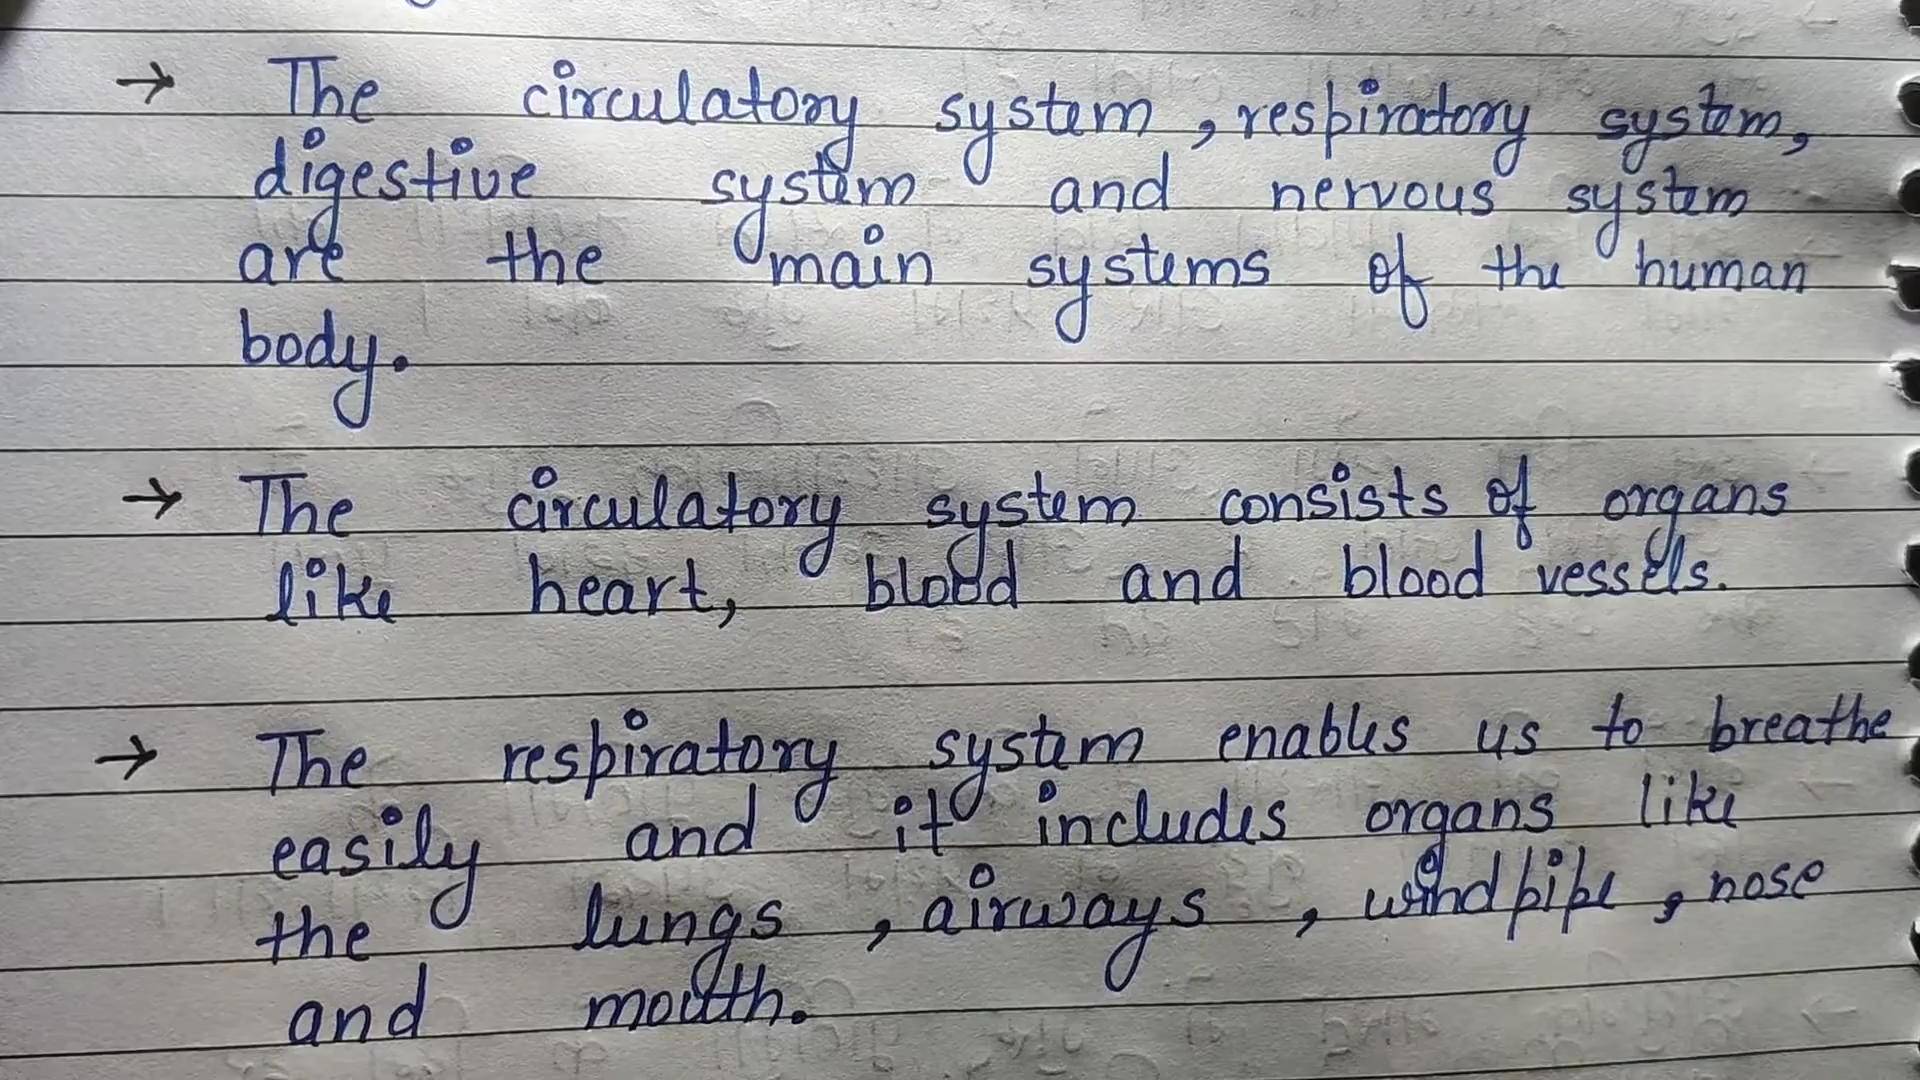 → The circulatory system, respiratory system,
digestive system and nervous system
are the main systems of the human
body.
→ The circulatory system consists of organs
like heart, blood and blood vessels.
→ The respiratory system enables us to breathe
easily and it includes organs like
the lungs, airways, windpipe, nose
and mouth.